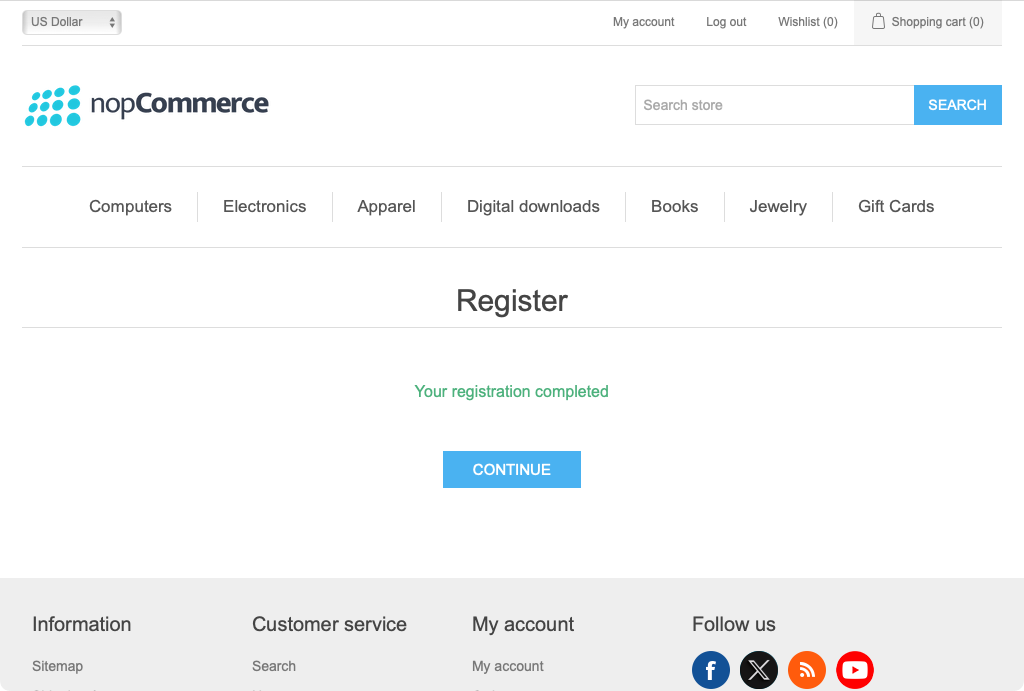 US Dollar
My account
Log out
Wishlist (0)
Shopping cart (0)
nopCommerce
Search store
SEARCH
Computers
Electronics
Apparel
Digital downloads
Books
Jewelry
Gift Cards
Register
Your registration completed
CONTINUE
Information
Customer service
My account
Follow us
Sitemap
Search
My account